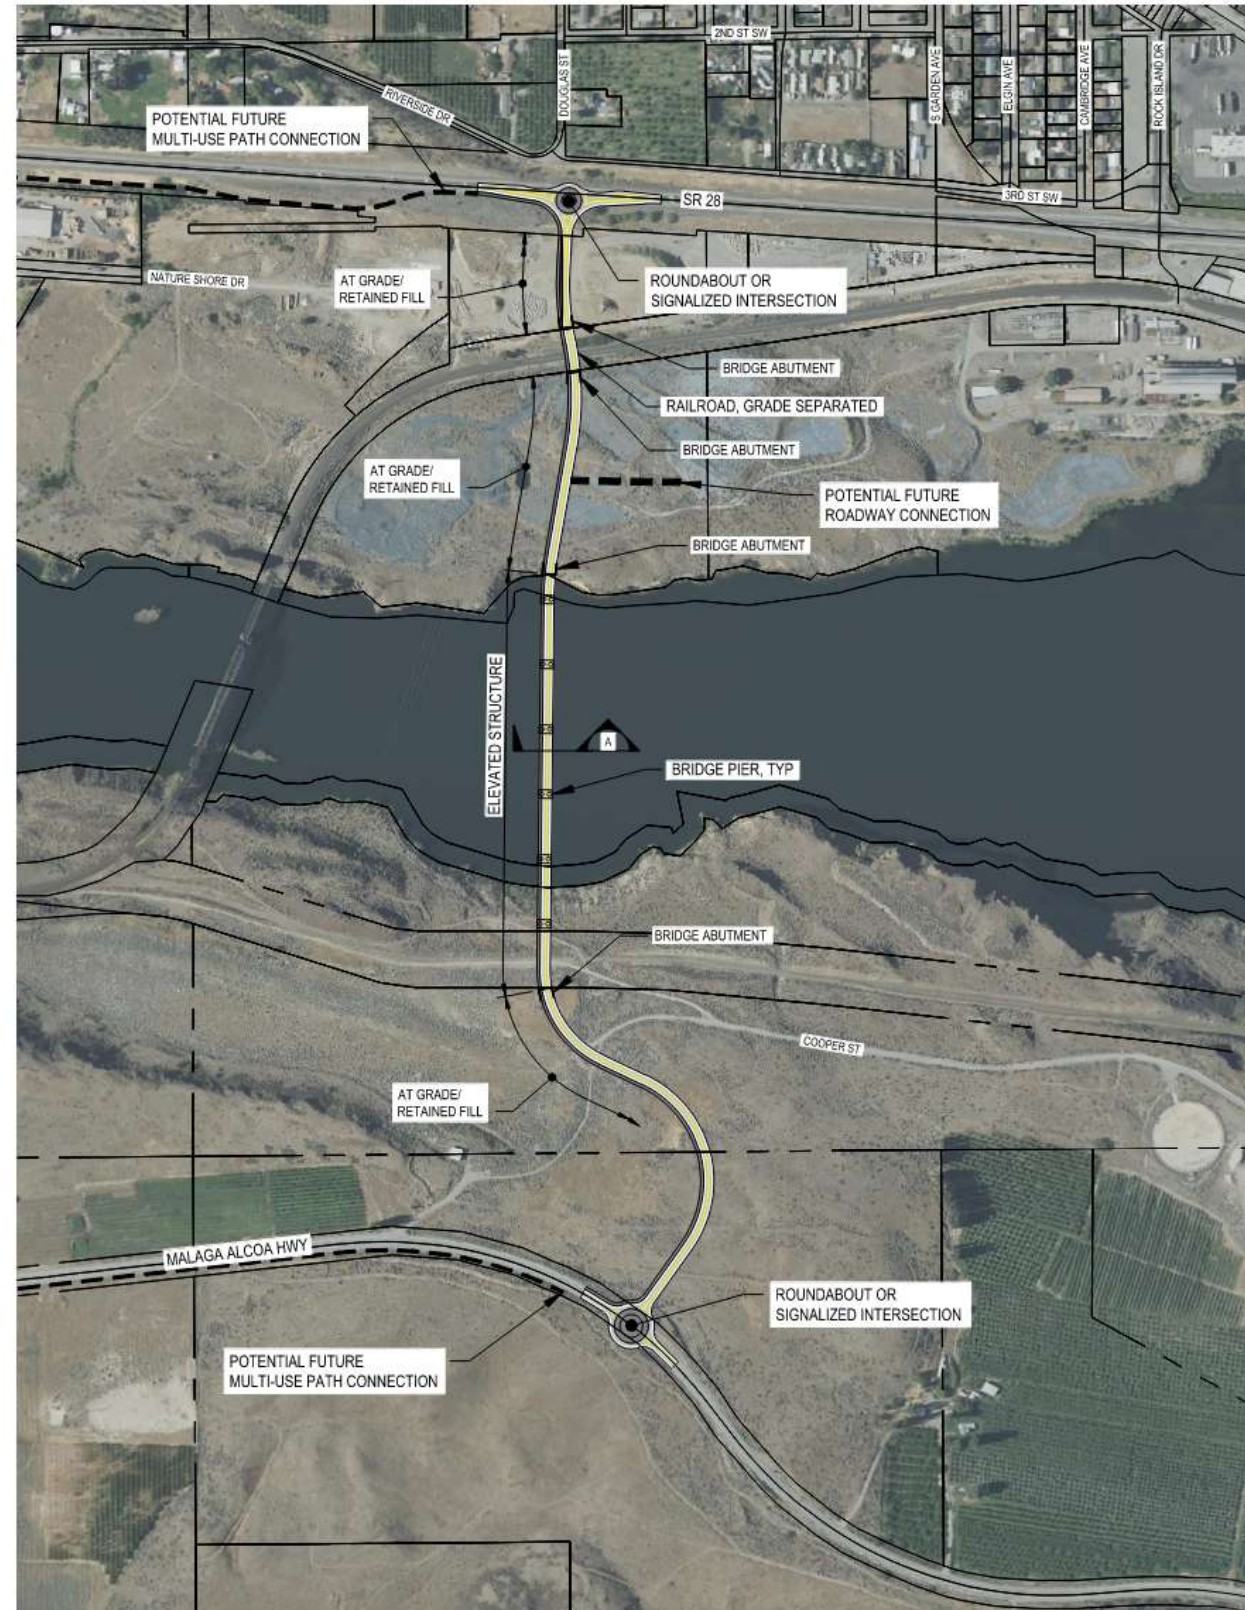 2ND ST SW
DOUGLAS ST
S GARDEN AVE
ELGIN AVE
CAMBRIDGE AVE
ROCK ISLAND DR
RIVERSIDE DR
POTENTIAL FUTURE
MULTI-USE PATH CONNECTION
SR 28
3RD ST SW
NATURE SHORE DR
AT GRADE/
RETAINED FILL
ROUNDABOUT OR
SIGNALIZED INTERSECTION
BRIDGE ABUTMENT
RAILROAD, GRADE SEPARATED
BRIDGE ABUTMENT
AT GRADE/
RETAINED FILL
POTENTIAL FUTURE
ROADWAY CONNECTION
BRIDGE ABUTMENT
ELEVATED STRUCTURE
A
BRIDGE PIER, TYP
BRIDGE ABUTMENT
COOPER ST
AT GRADE/
RETAINED FILL
MALAGA ALCOA HWY
ROUNDABOUT OR
SIGNALIZED INTERSECTION
POTENTIAL FUTURE
MULTI-USE PATH CONNECTION